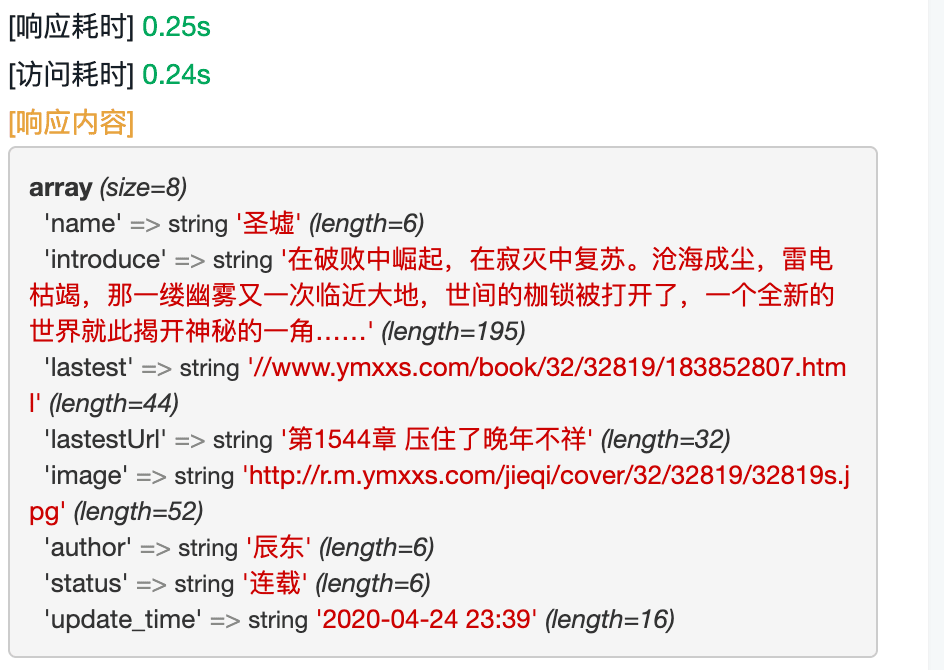 [响应耗时] 0.25s
[访问耗时] 0.24s
[响应内容]
array (size=8)
'name' => string '圣墟' (length=6)
'introduce' => string '在破败中崛起，在寂灭中复苏。沧海成尘，雷电
枯竭，那一缕幽雾又一次临近大地，世间的枷锁被打开了，一个全新的
世界就此揭开神秘的一角……' (length=195)
'lastest' => string '//www.ymxxs.com/book/32/32819/183852807.htm
l' (length=44)
'lastestUrl' => string '第1544章 压住了晚年不祥' (length=32)
'image' => string 'http://r.m.ymxxs.com/jieqi/cover/32/32819/32819s.j
pg' (length=52)
'author' => string '辰东' (length=6)
'status' => string '连载' (length=6)
'update_time' => string '2020-04-24 23:39' (length=16)